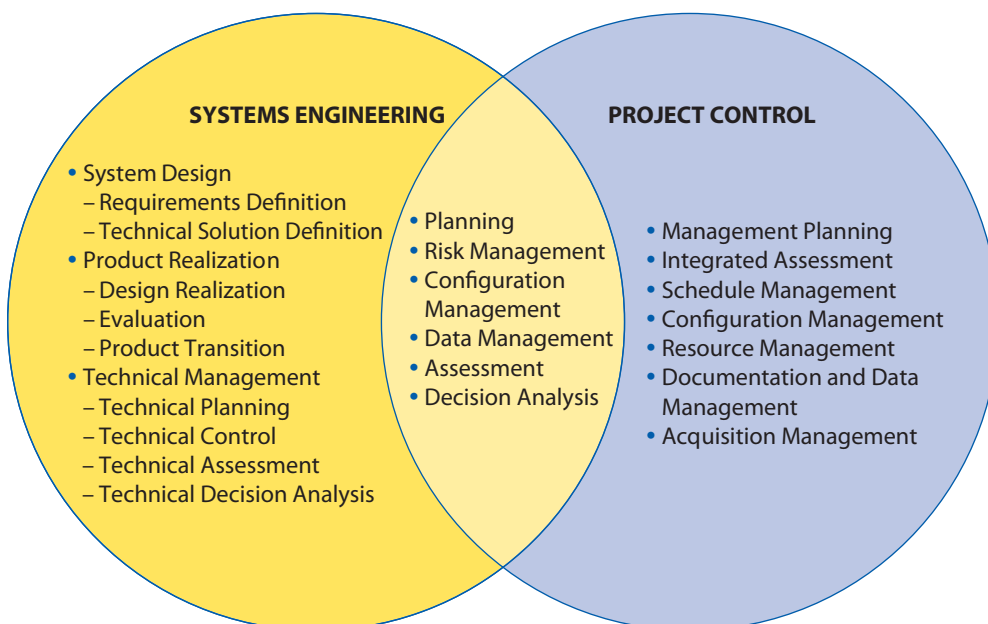 SYSTEMS ENGINEERING
• System Design
– Requirements Definition
– Technical Solution Definition
• Product Realization
– Design Realization
– Evaluation
– Product Transition
• Technical Management
– Technical Planning
– Technical Control
– Technical Assessment
– Technical Decision Analysis
• Planning
• Risk Management
• Configuration
Management
• Data Management
• Assessment
• Decision Analysis
PROJECT CONTROL
• Management Planning
• Integrated Assessment
• Schedule Management
• Configuration Management
• Resource Management
• Documentation and Data
Management
• Acquisition Management